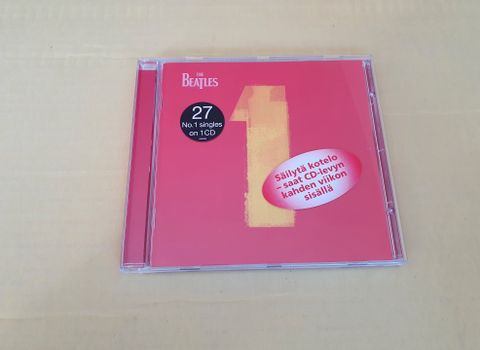 THE
BEATLES
27
No.1 singles
on 1CD
1
Säilytä kotelo
– saat CD-levyn
kahden viikon
sisällä